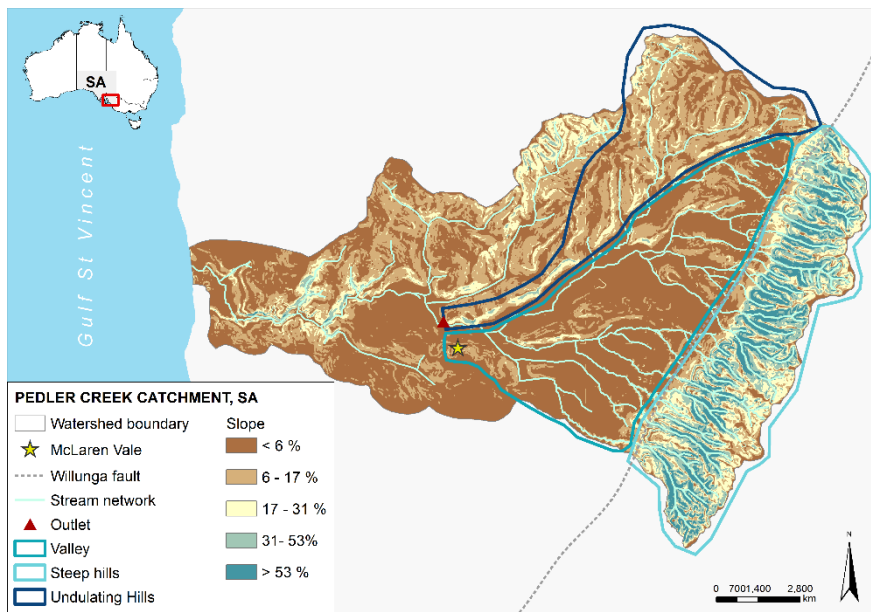 SA
Gulf St Vincent
PEDLER CREEK CATCHMENT, SA
Watershed boundary
McLaren Vale
Willunga fault
Stream network
Outlet
Valley
Steep hills
Undulating Hills
Slope
< 6 %
6 - 17 %
17 - 31 %
31- 53%
> 53 %
N
0 7001,400 2,800
km